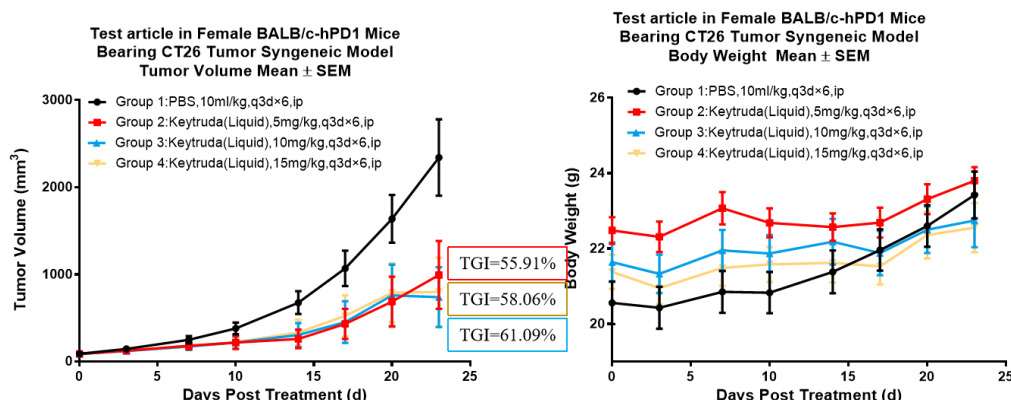 Test article in Female BALB/c-hPD1 Mice
Bearing CT26 Tumor Syngeneic Model
Tumor Volume Mean ± SEM
Group 1:PBS,10ml/kg,q3d×6,ip
Group 2:Keytruda(Liquid),5mg/kg,q3d×6,ip
Group 3:Keytruda(Liquid),10mg/kg,q3d×6,ip
Group 4:Keytruda(Liquid),15mg/kg,q3d×6,ip
Tumor Volume (mm³)
3000
2000
1000
0
0
5
10
15
20
25
Days Post Treatment (d)
TGI=55.91%
TGI=58.06%
TGI=61.09%
Test article in Female BALB/c-hPD1 Mice
Bearing CT26 Tumor Syngeneic Model
Body Weight Mean ± SEM
Group 1:PBS,10ml/kg,q3d×6,ip
Group 2:Keytruda(Liquid),5mg/kg,q3d×6,ip
Group 3:Keytruda(Liquid),10mg/kg,q3d×6,ip
Group 4:Keytruda(Liquid),15mg/kg,q3d×6,ip
Body Weight (g)
26
24
22
20
0
5
10
15
20
25
Days Post Treatment (d)